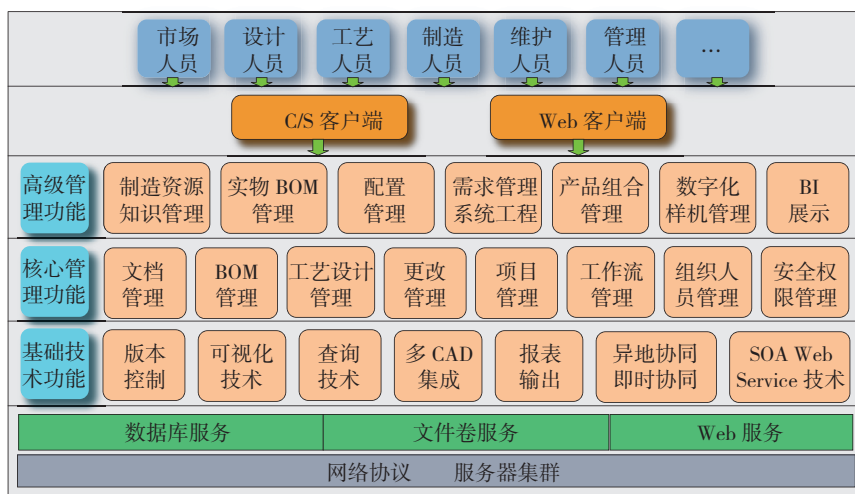 市场 设计 工艺 制造 维护 管理 …
人员 人员 人员 人员 人员 人员
C/S 客户端 Web 客户端
高级管 制造资源 实物 BOM 配置 需求管理 产品组合 数字化 BI
理功能 知识管理 管理 管理 系统工程 管理 样机管理 展示
核心管 文档 BOM 工艺设计 更改 项目 工作流 组织人 安全权
理功能 管理 管理 管理 管理 管理 管理 员管理 限管理
基础技 版本 可视化 查询 多 CAD 报表 异地协同 SOA Web
术功能 控制 技术 技术 集成 输出 即时协同 Service 技术
数据库服务 文件卷服务 Web 服务
网络协议 服务器集群